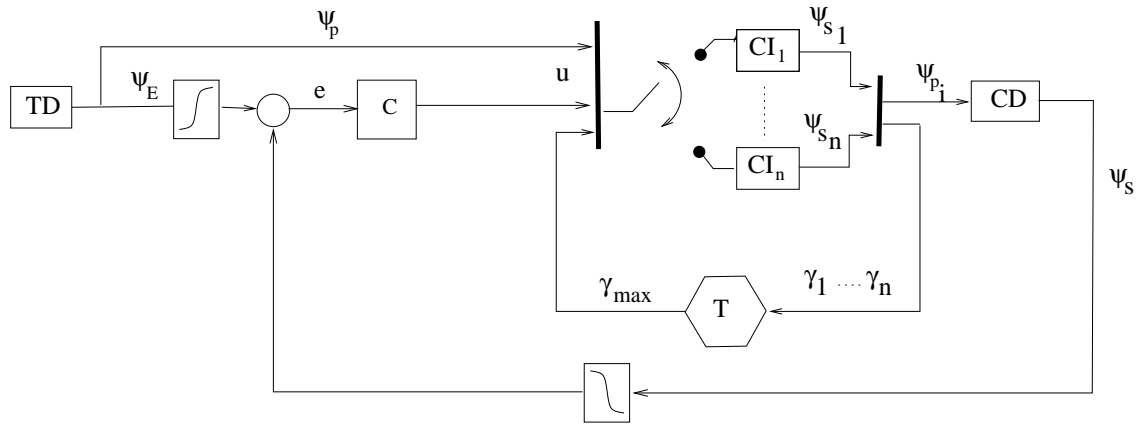 ψp
ψs1
CI1
u
ψE
e
TD
C
ψpi
CD
ψsn
CIn
ψs
γmax
T
γ1 ..... γn